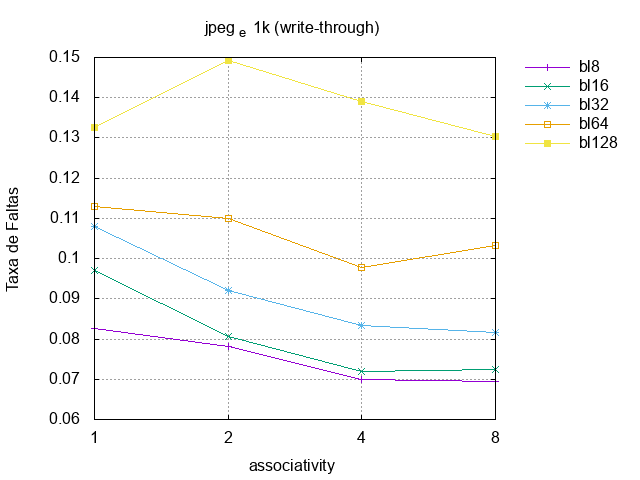 jpeg e 1k (write-through)
0.15
0.14
0.13
0.12
0.11
0.1
0.09
0.08
0.07
0.06
Taxa de Faltas
1 2 4 8
associativity
bl8
bl16
bl32
bl64
bl128